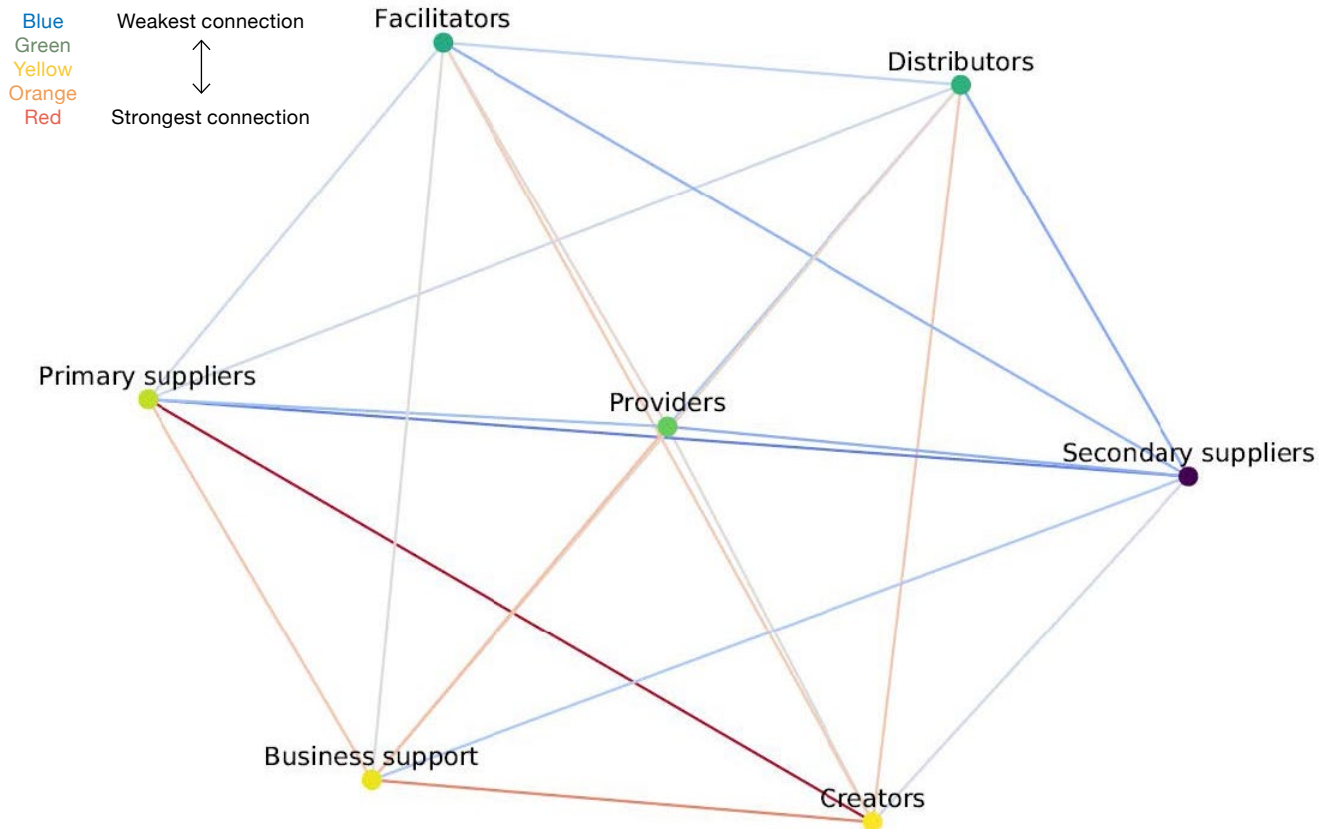 Blue
Green
Yellow
Orange
Red
Weakest connection
Strongest connection
Facilitators
Distributors
Primary suppliers
Providers
Secondary suppliers
Business support
Creators